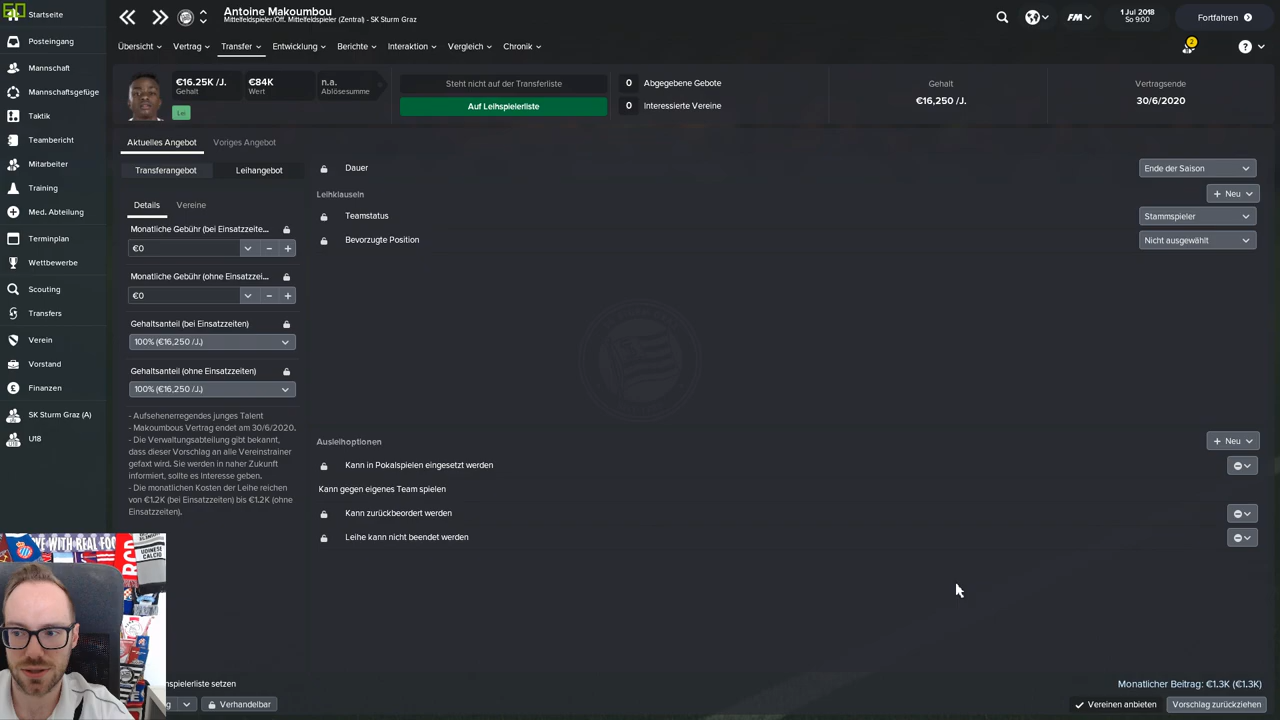 Startseite
Antoine Makoumbou
Mittelfeldspieler/Off. Mittelfeldspieler (Zentral) - SK Sturm Graz
FM
1 Jul 2018
So 9:00
Fortfahren
Posteingang
Übersicht
Vertrag
Transfer
Entwicklung
Berichte
Interaktion
Vergleich
Chronik
2
?
Mannschaft
Mannschaftsgefüge
Taktik
Teambericht
Mitarbeiter
Training
Med. Abteilung
Terminplan
Wettbewerbe
Scouting
Transfers
Verein
Vorstand
Finanzen
SK Sturm Graz (A)
U18
€16.25K /J.
Gehalt
€84K
Wert
n.a.
Ablösesumme
Lei
Steht nicht auf der Transferliste
Auf Leihspielerliste
0 Abgegebene Gebote
0 Interessierte Vereine
Gehalt
€16,250 /J.
Vertragsende
30/6/2020
Aktuelles Angebot
Voriges Angebot
Transferangebot
Leihangebot
Details
Vereine
Monatliche Gebühr (bei Einsatzzeite...
€0
Monatliche Gebühr (ohne Einsatzzei...
€0
Gehaltsanteil (bei Einsatzzeiten)
100% (€16,250 /J.)
Gehaltsanteil (ohne Einsatzzeiten)
100% (€16,250 /J.)
- Aufsehenerregendes junges Talent
- Makoumbous Vertrag endet am 30/6/2020.
- Die Verwaltungsabteilung gibt bekannt,
dass dieser Vorschlag an alle Vereinstrainer
gefaxt wird. Sie werden in naher Zukunft
informiert, sollte es Interesse geben.
- Die monatlichen Kosten der Leihe reichen
von €1.2K (bei Einsatzzeiten) bis €1.2K (ohne
Einsatzzeiten).
Dauer
Ende der Saison
Leihklauseln
+ Neu
Teamstatus
Stammspieler
Bevorzugte Position
Nicht ausgewählt
Ausleihoptionen
+ Neu
Kann in Pokalspielen eingesetzt werden
Kann gegen eigenes Team spielen
Kann zurückbeordert werden
Leihe kann nicht beendet werden
spielerliste setzen
Verhandelbar
Monatlicher Beitrag: €1.3K (€1.3K)
Vereinen anbieten
Vorschlag zurückziehen
UDINESE
CALCIO